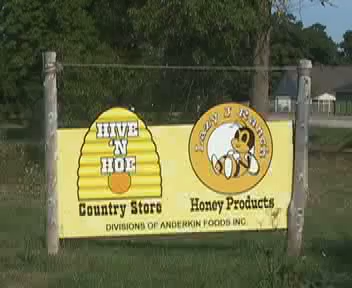 HIVE
'N
HOE
Country Store
Lazy J Ranch
Honey Products
DIVISIONS OF ANDERKIN FOODS INC.